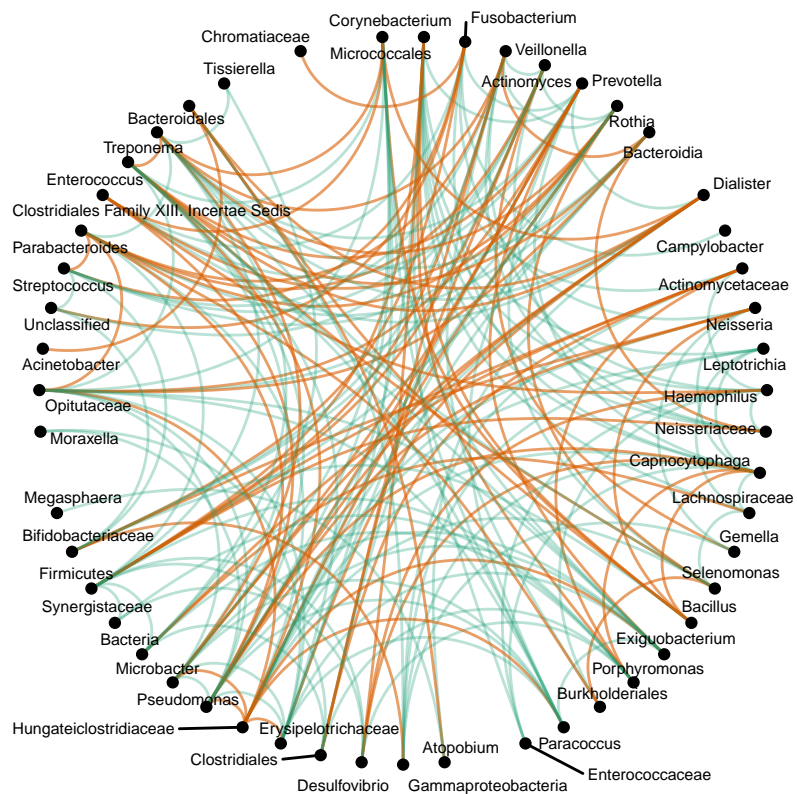 Corynebacterium
Fusobacterium
Chromatiaceae
Micrococcales
Veillonella
Tissierella
Actinomyces
Prevotella
Bacteroidales
Rothia
Treponema
Bacteroidia
Enterococcus
Dialister
Clostridiales Family XIII. Incertae Sedis
Parabacteroides
Campylobacter
Streptococcus
Actinomycetaceae
Unclassified
Neisseria
Acinetobacter
Leptotrichia
Opitutaceae
Haemophilus
Moraxella
Neisseriaceae
Capnocytophaga
Megasphaera
Lachnospiraceae
Bifidobacteriaceae
Gemella
Firmicutes
Selenomonas
Synergistaceae
Bacillus
Bacteria
Exiguobacterium
Microbacter
Porphyromonas
Pseudomonas
Burkholderiales
Hungateiclostridiaceae
Erysipelotrichaceae
Paracoccus
Clostridiales
Atopobium
Enterococcaceae
Desulfovibrio
Gammaproteobacteria